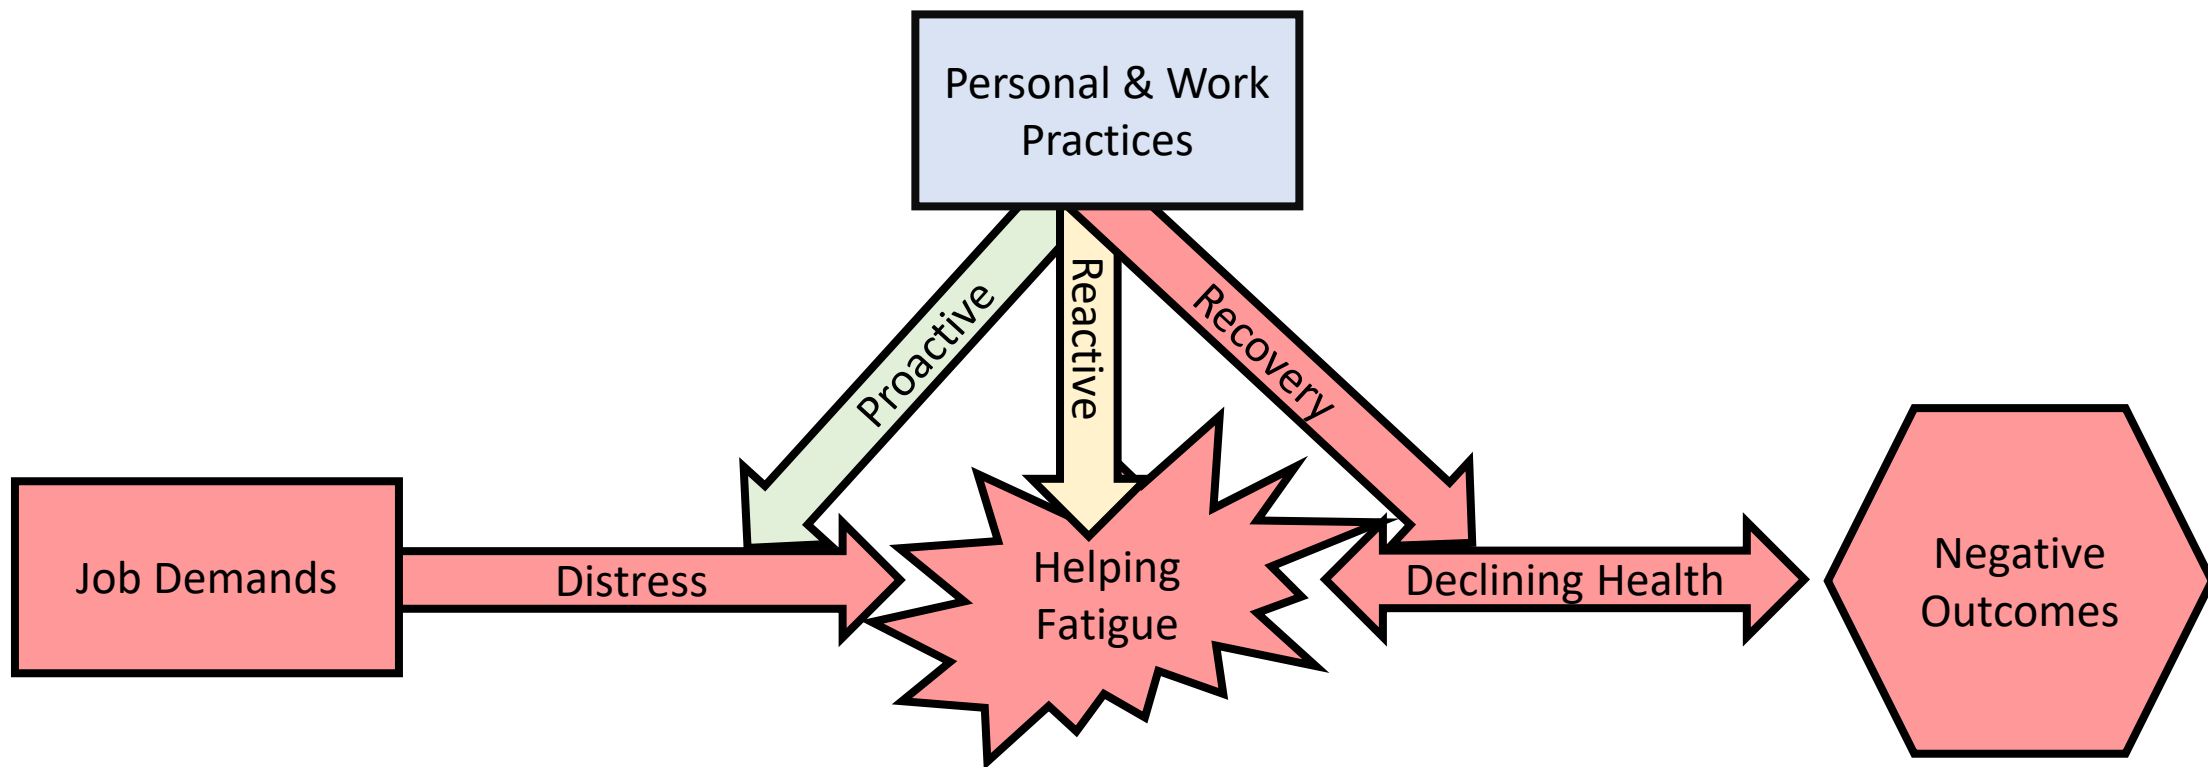 Personal & Work
Practices
Proactive
Reactive
Recovery
Job Demands
Distress
Helping
Fatigue
Declining Health
Negative
Outcomes